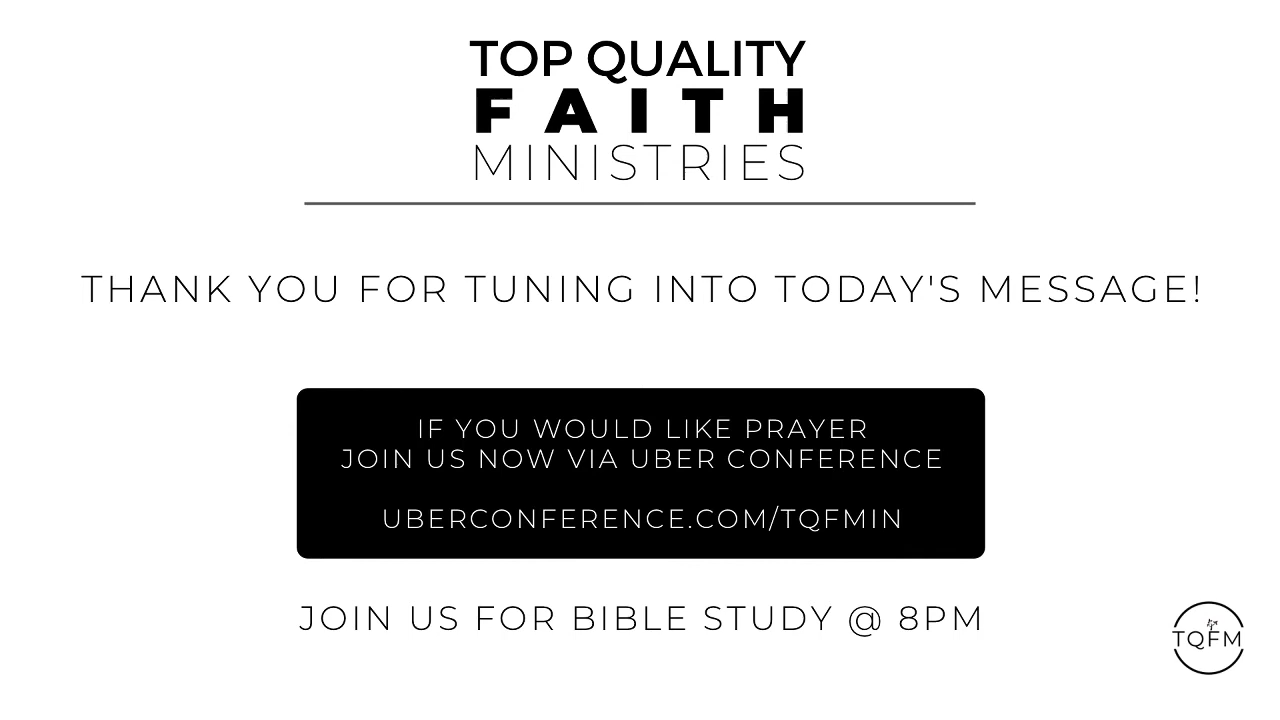 TOP QUALITY
FAITH
MINISTRIES
THANK YOU FOR TUNING INTO TODAY'S MESSAGE!
IF YOU WOULD LIKE PRAYER
JOIN US NOW VIA UBER CONFERENCE
UBERCONFERENCE.COM/TQFMIN
JOIN US FOR BIBLE STUDY @ 8PM
TQFM